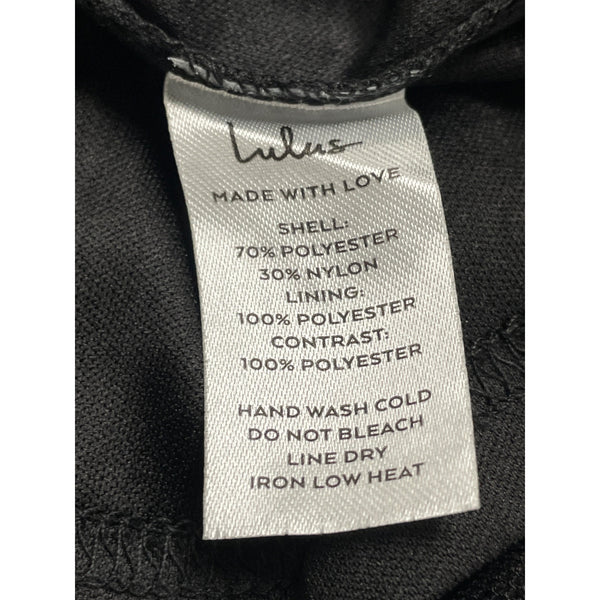 Lulus
MADE WITH LOVE
SHELL:
70% POLYESTER
30% NYLON
LINING:
100% POLYESTER
CONTRAST:
100% POLYESTER
HAND WASH COLD
DO NOT BLEACH
LINE DRY
IRON LOW HEAT